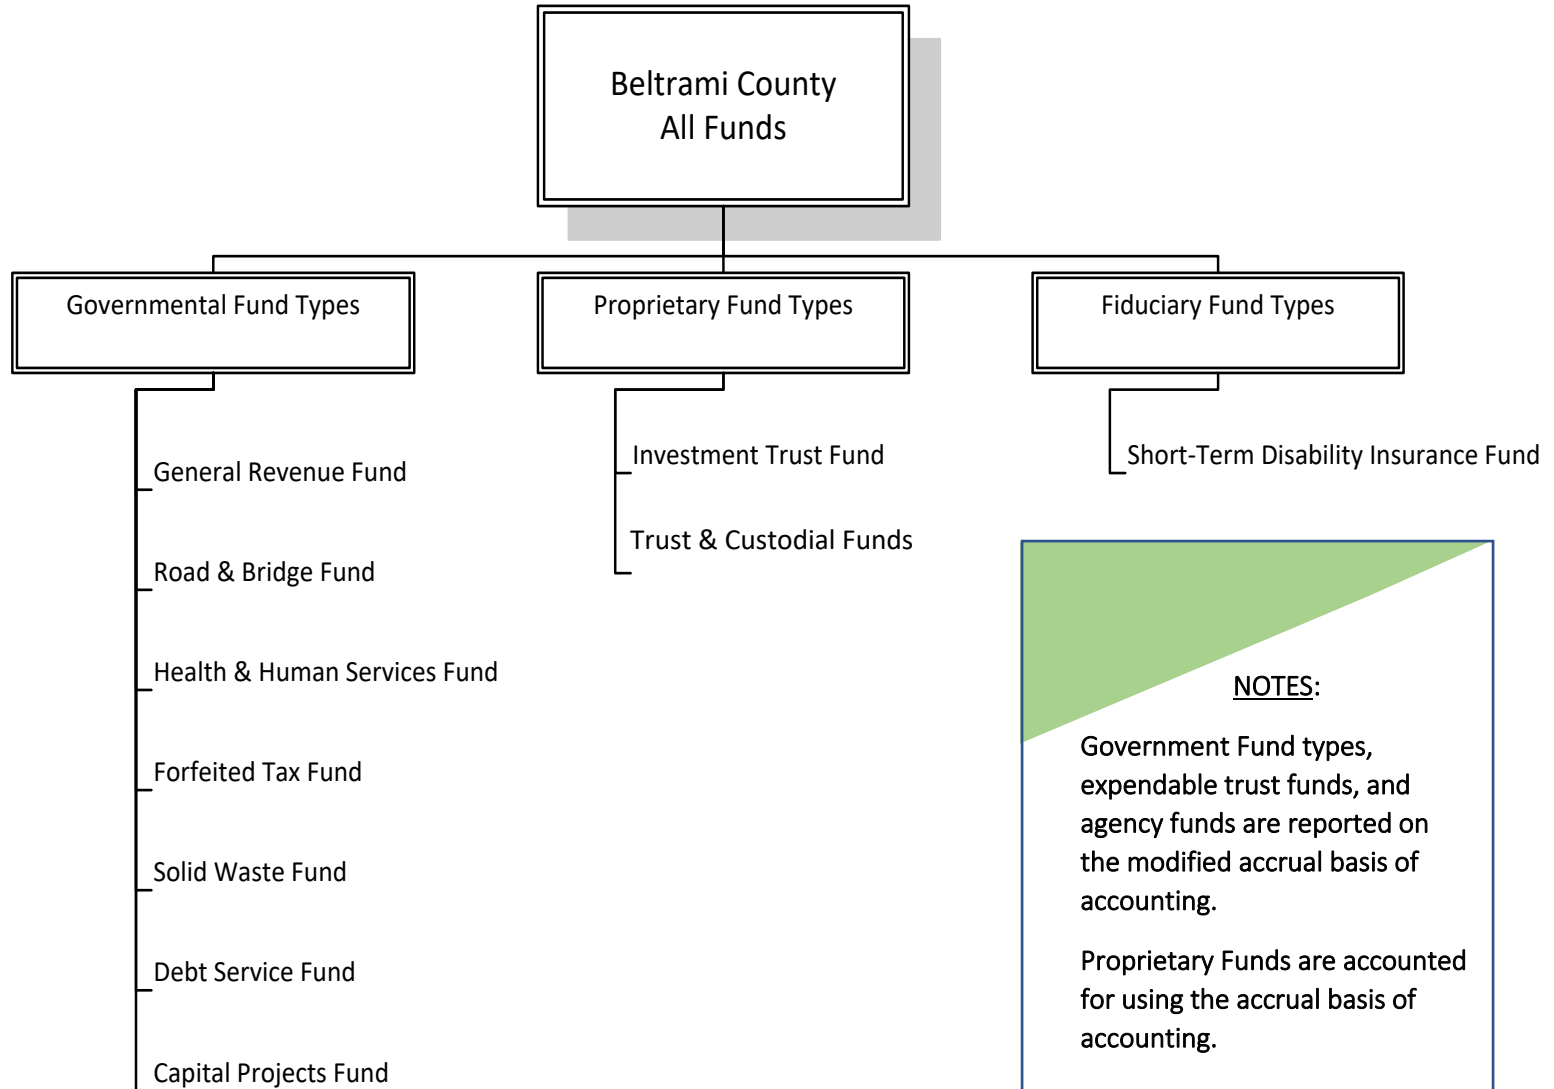 Beltrami County
All Funds
Governmental Fund Types
Proprietary Fund Types
Fiduciary Fund Types
General Revenue Fund
Road & Bridge Fund
Health & Human Services Fund
Forfeited Tax Fund
Solid Waste Fund
Debt Service Fund
Capital Projects Fund
Investment Trust Fund
Trust & Custodial Funds
Short-Term Disability Insurance Fund
NOTES:
Government Fund types,
expendable trust funds, and
agency funds are reported on
the modified accrual basis of
accounting.
Proprietary Funds are accounted
for using the accrual basis of
accounting.